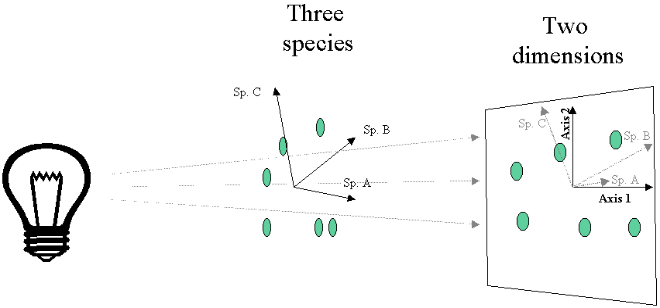 Three
species
Two
dimensions
Sp. C
Sp. B
Sp. A
Sp. C
Axis 2
Sp. B
Sp. A
Axis 1